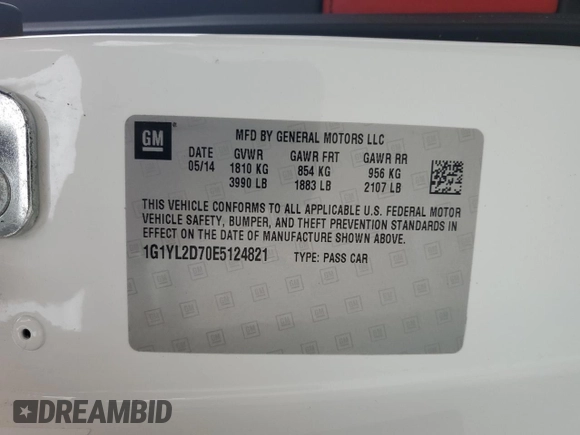 GM
MFD BY GENERAL MOTORS LLC
DATE GVWR GAWR FRT GAWR RR
05/14 1810 KG 854 KG 956 KG
3990 LB 1883 LB 2107 LB
THIS VEHICLE CONFORMS TO ALL APPLICABLE U.S. FEDERAL MOTOR
VEHICLE SAFETY, BUMPER, AND THEFT PREVENTION STANDARDS IN
EFFECT ON THE DATE OF MANUFACTURE SHOWN ABOVE.
1G1YL2D70E5124821 TYPE: PASS CAR
DREAMBID